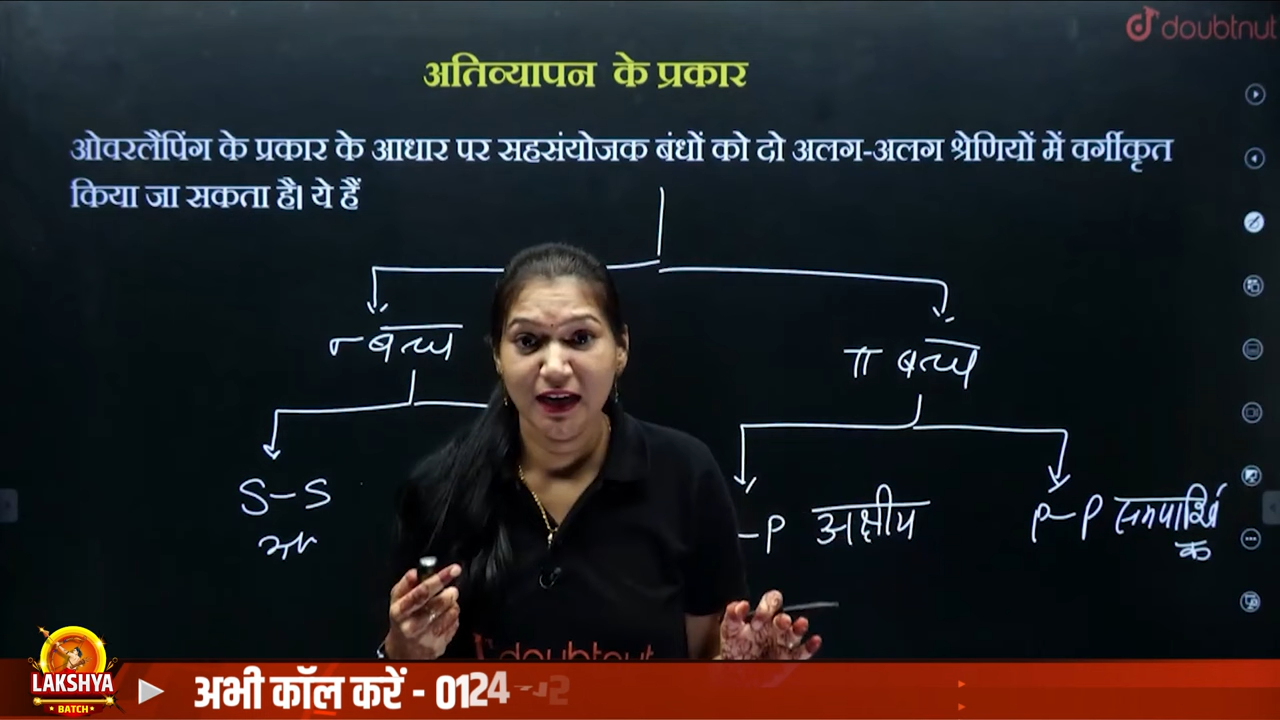 doubtnut
अतिव्यापन के प्रकार
ओवरलैपिंग के प्रकार के आधार पर सहसंयोजक बंधों को दो अलग-अलग श्रेणियों में वर्गीकृत
किया जा सकता है। ये हैं
σ बन्ध
π बन्ध
S-S
-P अक्षीय
P-P
doubtnut
LAKSHYA
BATCH
अभी कॉल करें - 0124